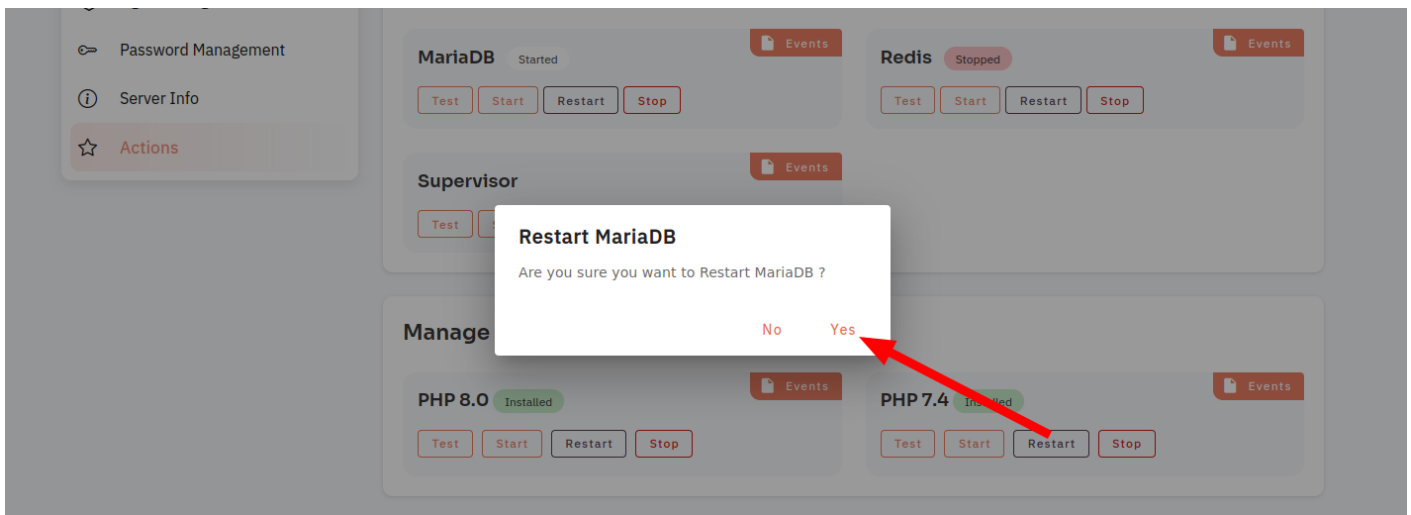 Password Management
Server Info
Actions
MariaDB Started Events
Test Start Restart Stop
Redis Stopped Events
Test Start Restart Stop
Supervisor Events
Test
Restart MariaDB
Are you sure you want to Restart MariaDB ?
No Yes
Manage
PHP 8.0 Installed Events
Test Start Restart Stop
PHP 7.4 Installed Events
Test Start Restart Stop